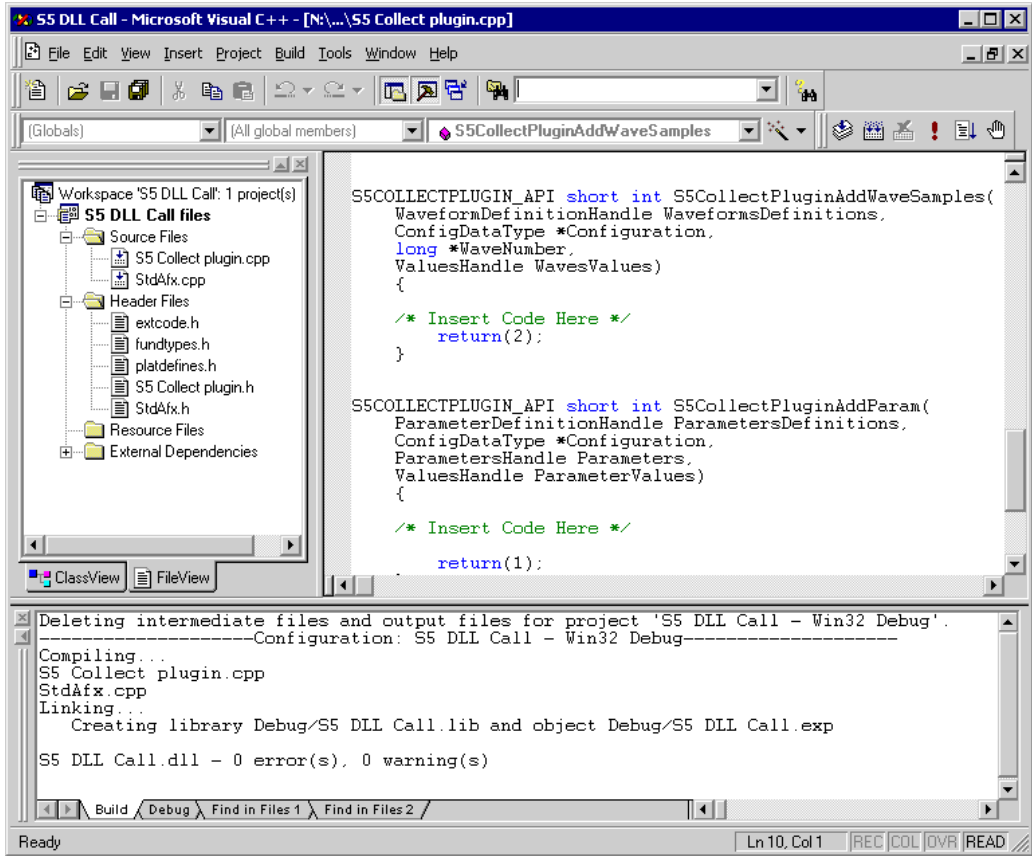 S5 DLL Call - Microsoft Visual C++ - [N:\...\S5 Collect plugin.cpp]
File Edit View Insert Project Build Tools Window Help
(Globals) (All global members) S5CollectPluginAddWaveSamples
Workspace 'S5 DLL Call': 1 project(s)
S5 DLL Call files
Source Files
S5 Collect plugin.cpp
StdAfx.cpp
Header Files
extcode.h
fundtypes.h
platdefines.h
S5 Collect plugin.h
StdAfx.h
Resource Files
External Dependencies
ClassView FileView
S5COLLECTPLUGIN_API short int S5CollectPluginAddWaveSamples(
WaveformDefinitionHandle WaveformsDefinitions,
ConfigDataType *Configuration,
long *WaveNumber,
ValuesHandle WavesValues)
{
/* Insert Code Here */
return(2);
}
S5COLLECTPLUGIN_API short int S5CollectPluginAddParam(
ParameterDefinitionHandle ParametersDefinitions,
ConfigDataType *Configuration,
ParametersHandle Parameters,
ValuesHandle ParameterValues)
{
/* Insert Code Here */
return(1);
Deleting intermediate files and output files for project 'S5 DLL Call - Win32 Debug'.
--------------------Configuration: S5 DLL Call - Win32 Debug--------------------
Compiling...
S5 Collect plugin.cpp
StdAfx.cpp
Linking...
Creating library Debug/S5 DLL Call.lib and object Debug/S5 DLL Call.exp
S5 DLL Call.dll - 0 error(s), 0 warning(s)
Build Debug Find in Files 1 Find in Files 2
Ready Ln 10, Col 1 REC COL OVR READ